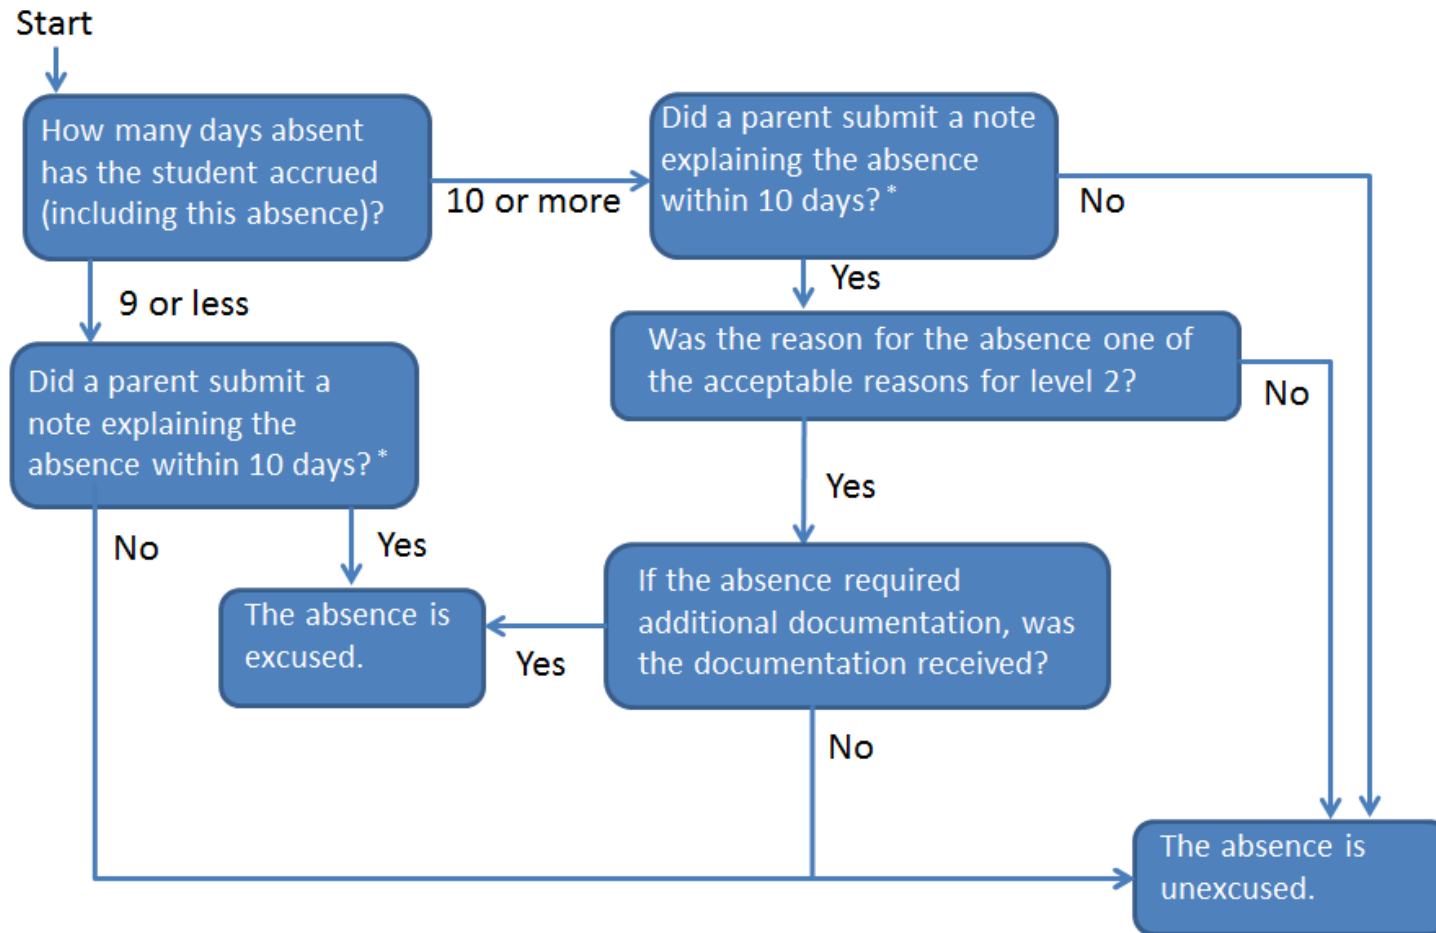 Start
How many days absent
has the student accrued
(including this absence)?
10 or more
Did a parent submit a note
explaining the absence
within 10 days? *
No
Yes
9 or less
Was the reason for the absence one of
the acceptable reasons for level 2?
No
Did a parent submit a
note explaining the
absence within 10 days? *
Yes
No
Yes
If the absence required
additional documentation, was
the documentation received?
The absence is
excused.
Yes
No
The absence is
unexcused.